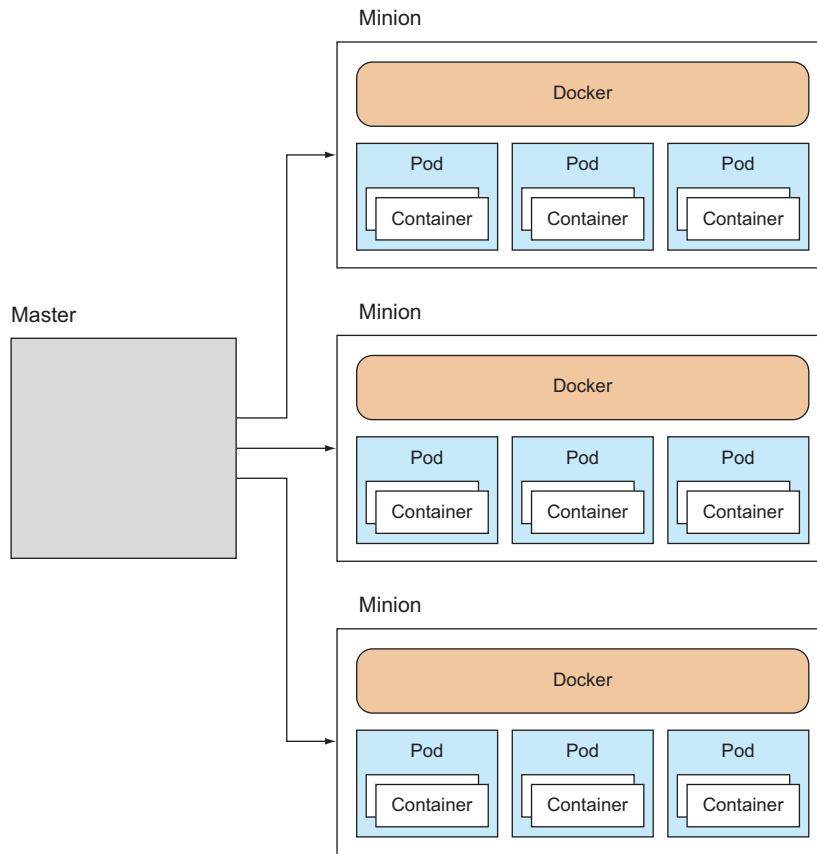 Minion
Docker
Pod Pod Pod
Container Container Container
Master
Minion
Docker
Pod Pod Pod
Container Container Container
Minion
Docker
Pod Pod Pod
Container Container Container